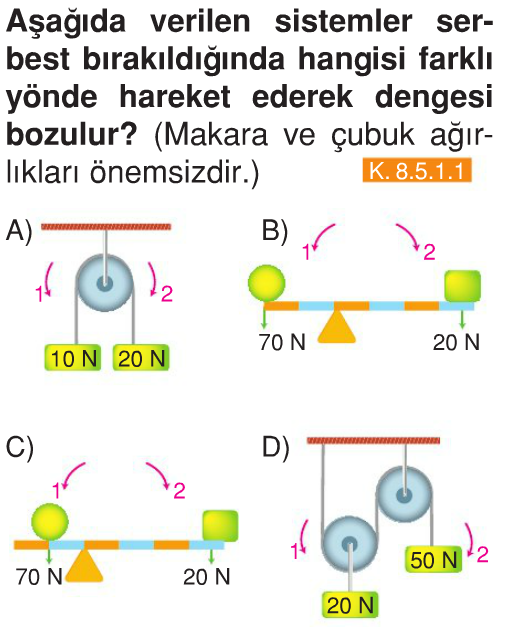 Aşağıda verilen sistemler ser-
best bırakıldığında hangisi farklı
yönde hareket ederek dengesi
bozulur? (Makara ve çubuk ağır-
lıkları önemsizdir.) K. 8.5.1.1
A) B)
1 2 1 2
10 N 20 N 70 N 20 N
C) D)
1 2
70 N 20 N
1 50 N 2
20 N